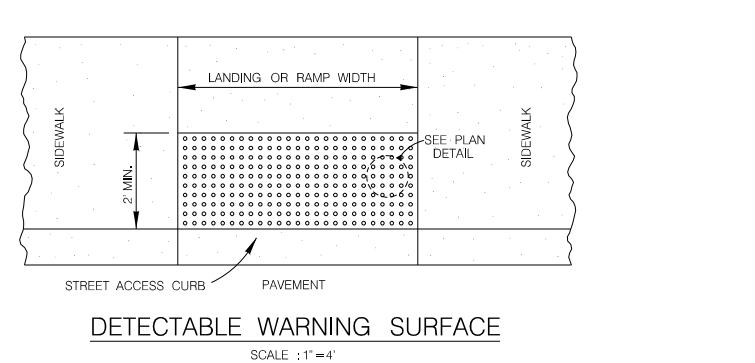 LANDING OR RAMP WIDTH
SIDEWALK
SIDEWALK
SEE PLAN
DETAIL
2' MIN.
STREET ACCESS CURB
PAVEMENT
DETECTABLE WARNING SURFACE
SCALE : 1" = 4'